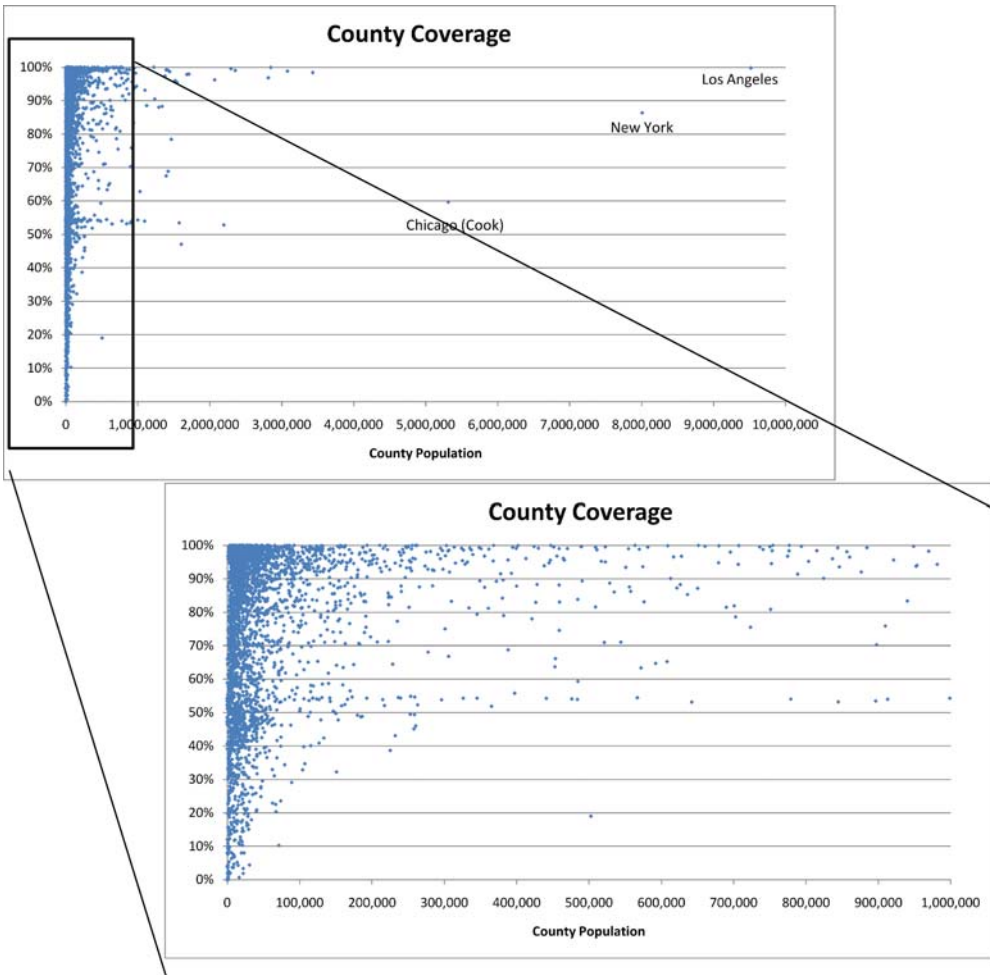 County Coverage
100%
Los Angeles
90%
New York
80%
70%
60%
Chicago (Cook)
50%
40%
30%
20%
10%
0%
0 1,000,000 2,000,000 3,000,000 4,000,000 5,000,000 6,000,000 7,000,000 8,000,000 9,000,000 10,000,000
County Population
County Coverage
100%
90%
80%
70%
60%
50%
40%
30%
20%
10%
0%
0 100,000 200,000 300,000 400,000 500,000 600,000 700,000 800,000 900,000 1,000,000
County Population